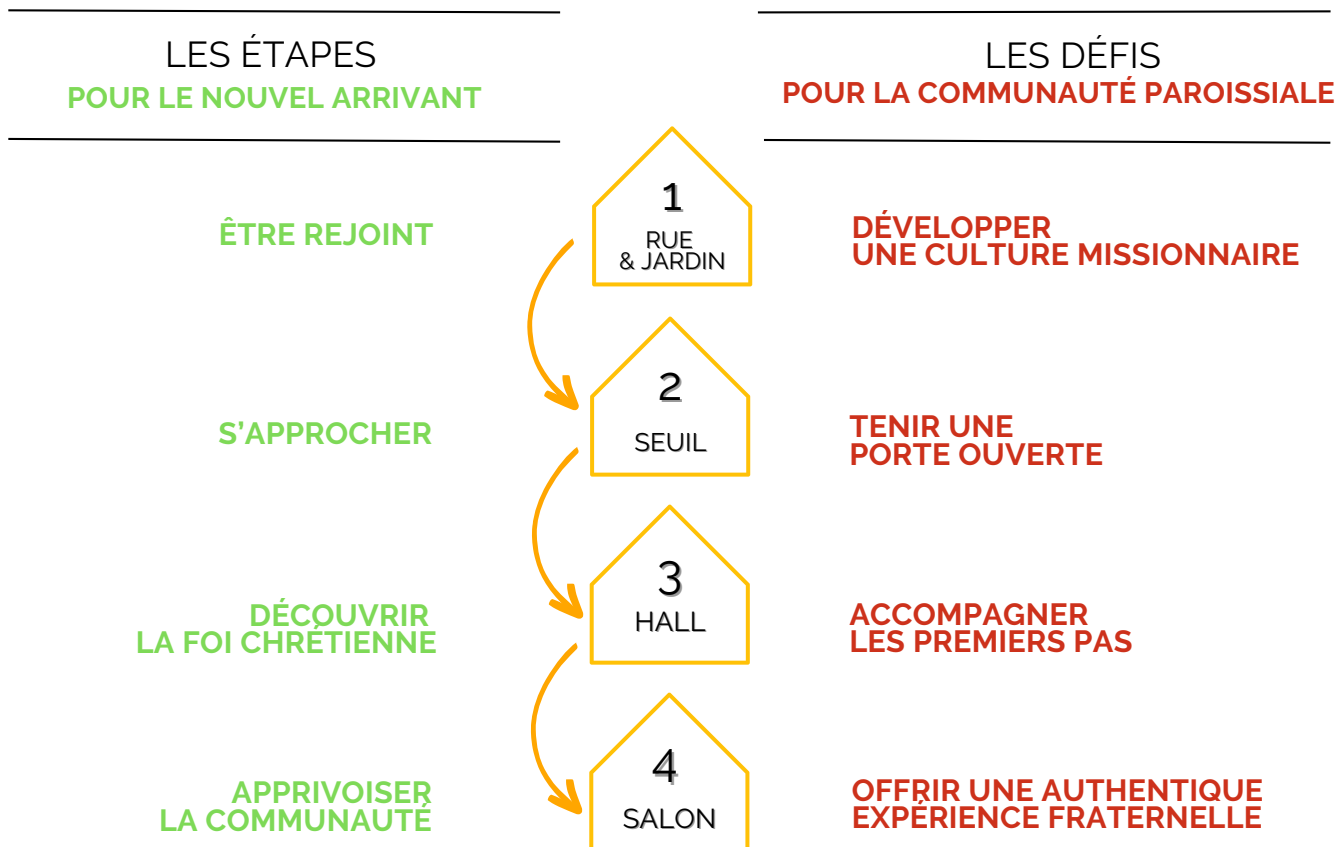 LES ÉTAPES
POUR LE NOUVEL ARRIVANT
LES DÉFIS
POUR LA COMMUNAUTÉ PAROISSIALE
ÊTRE REJOINT
1
RUE
& JARDIN
DÉVELOPPER
UNE CULTURE MISSIONNAIRE
S'APPROCHER
2
SEUIL
TENIR UNE
PORTE OUVERTE
DÉCOUVRIR
LA FOI CHRÉTIENNE
3
HALL
ACCOMPAGNER
LES PREMIERS PAS
APPRIVOISER
LA COMMUNAUTÉ
4
SALON
OFFRIR UNE AUTHENTIQUE
EXPÉRIENCE FRATERNELLE